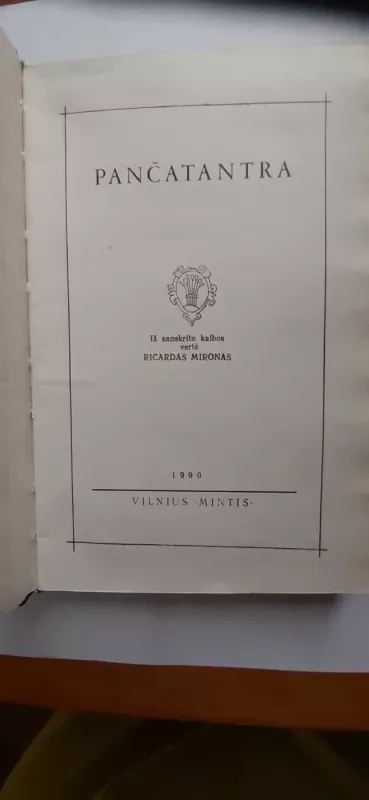 PANČATANTRA
Iš sanskrito kalbos
vertė
RIČARDAS MIRONAS
1990
VILNIUS «MINTIS»